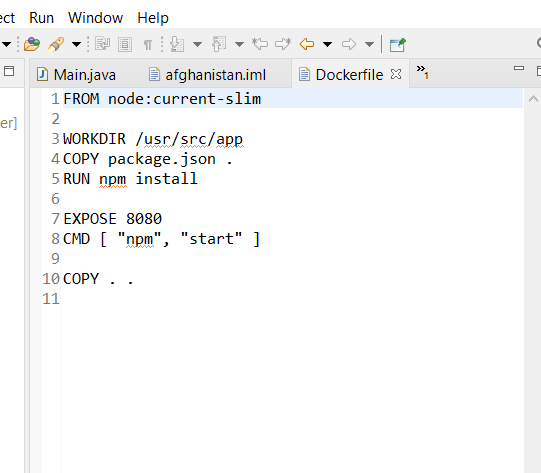 ect Run Window Help
Main.java afghanistan.iml Dockerfile »1
er]
1 FROM node:current-slim
2
3 WORKDIR /usr/src/app
4 COPY package.json .
5 RUN npm install
6
7 EXPOSE 8080
8 CMD [ "npm", "start" ]
9
10 COPY . .
11